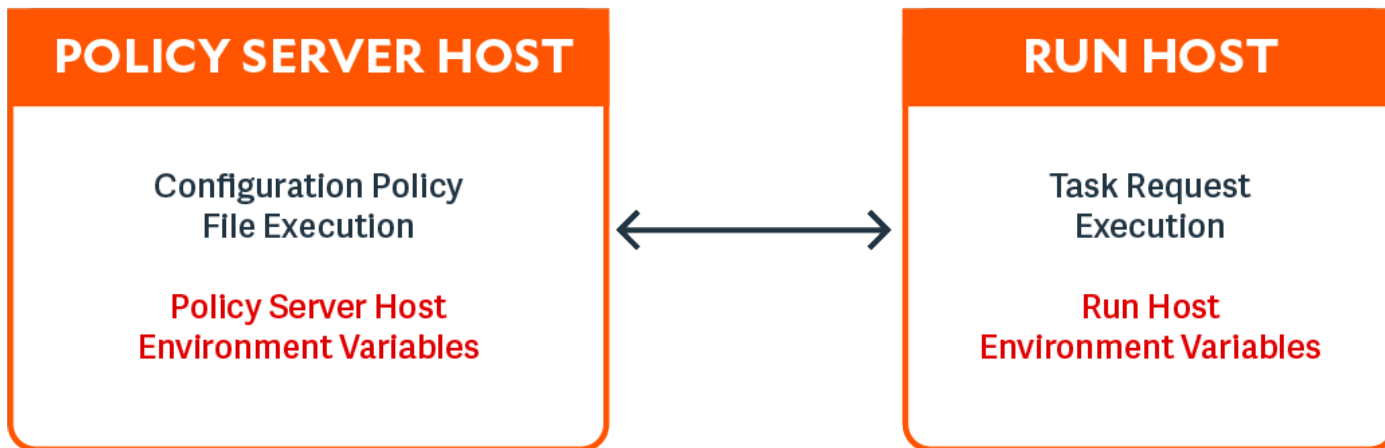 POLICY SERVER HOST
Configuration Policy
File Execution
Policy Server Host
Environment Variables
RUN HOST
Task Request
Execution
Run Host
Environment Variables